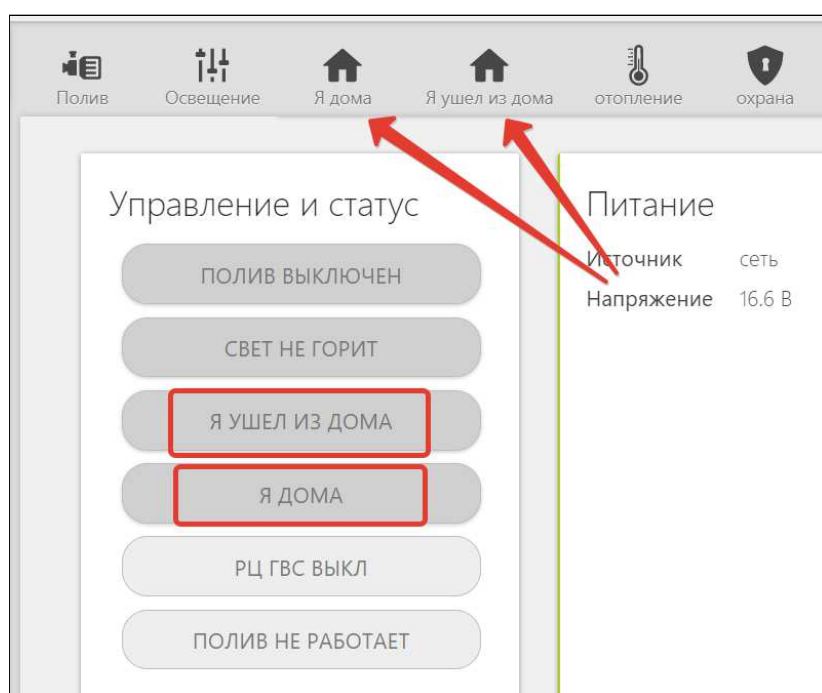 Полив Освещение Я дома Я ушел из дома отопление охрана
Управление и статус
ПОЛИВ ВЫКЛЮЧЕН
СВЕТ НЕ ГОРИТ
Я УШЕЛ ИЗ ДОМА
Я ДОМА
РЦ ГВС ВЫКЛ
ПОЛИВ НЕ РАБОТАЕТ
Питание
Источник сеть
Напряжение 16.6 В